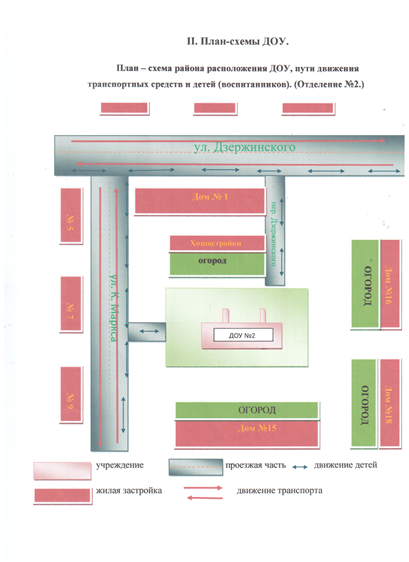 II. План-схемы ДОУ.
План – схема района расположения ДОУ, пути движения
транспортных средств и детей (воспитанников). (Отделение №2.)
ул. Дзержинского
Дом № 1
пер. Дзержинского
№ 5
Хозпостройки
огород
ул. К. Маркса
№ 7
ОГОРОД
Дом №16
ДОУ №2
№ 9
ОГОРОД
Дом №18
ОГОРОД
Дом №15
учреждение
проезжая часть
движение детей
жилая застройка
движение транспорта